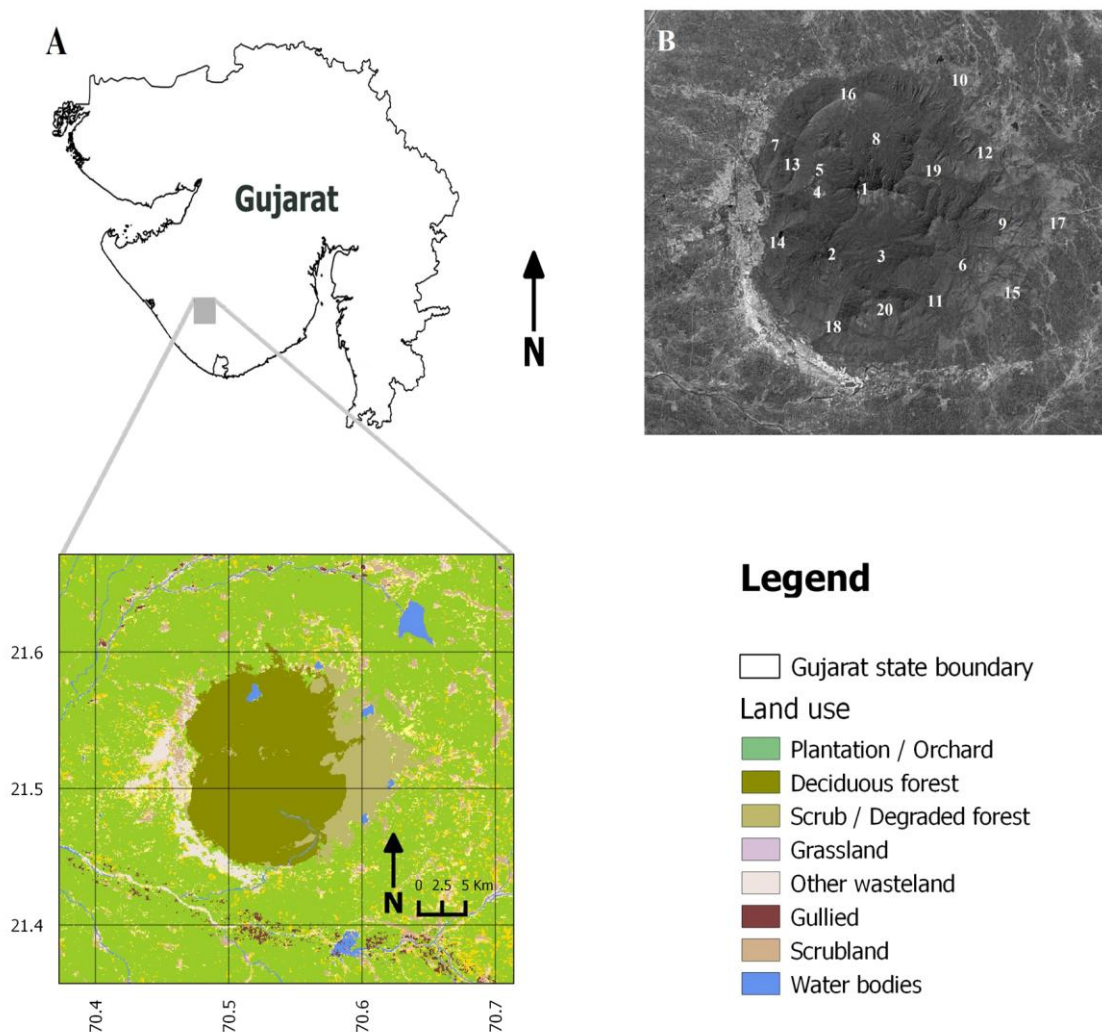 A
Gujarat
N
B
10
16
7
8
12
13
5
19
4
1
9
17
14
2
3
6
15
11
20
18
21.6
21.5
21.4
0 2.5 5 Km
N
70.4 70.5 70.6 70.7
Legend
Gujarat state boundary
Land use
Plantation / Orchard
Deciduous forest
Scrub / Degraded forest
Grassland
Other wasteland
Gullied
Scrubland
Water bodies